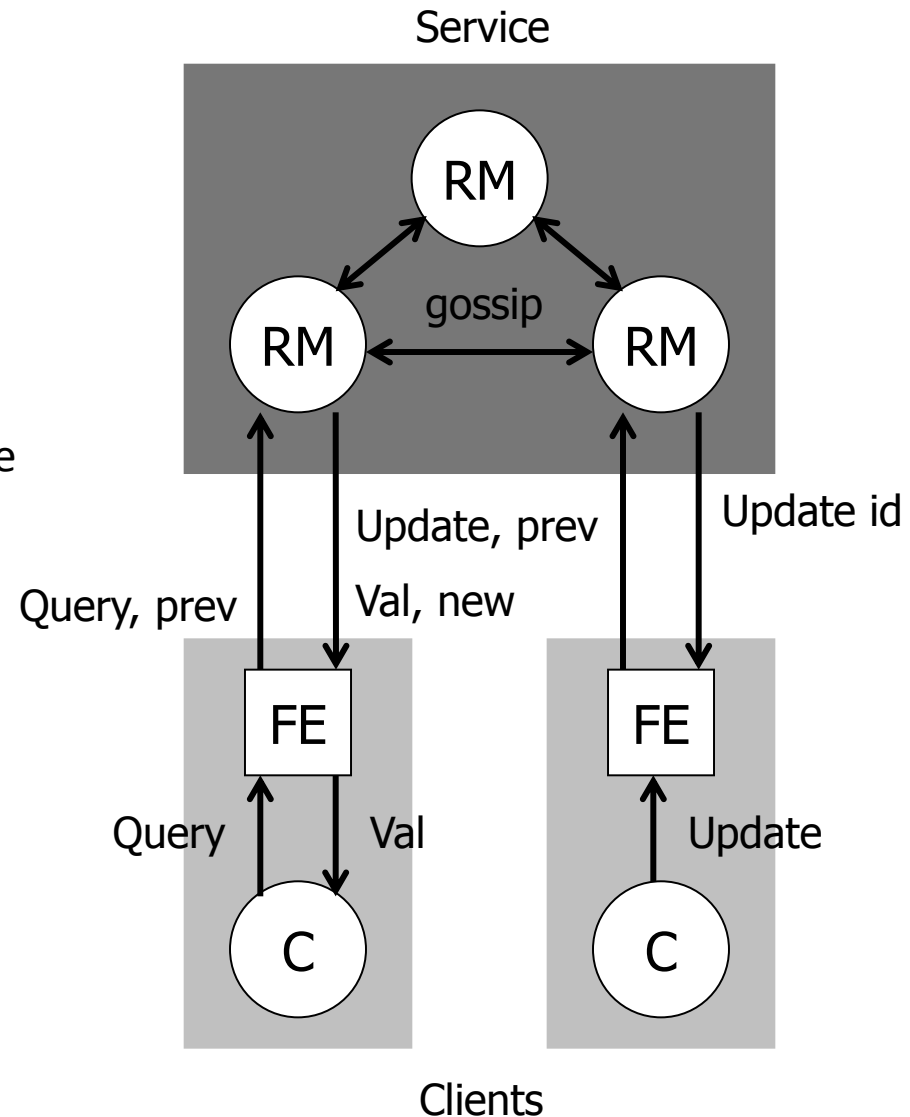 Service
RM
gossip
RM
RM
e
Update, prev
Update id
Query, prev
Val, new
FE
FE
Query
Val
Update
C
C
Clients